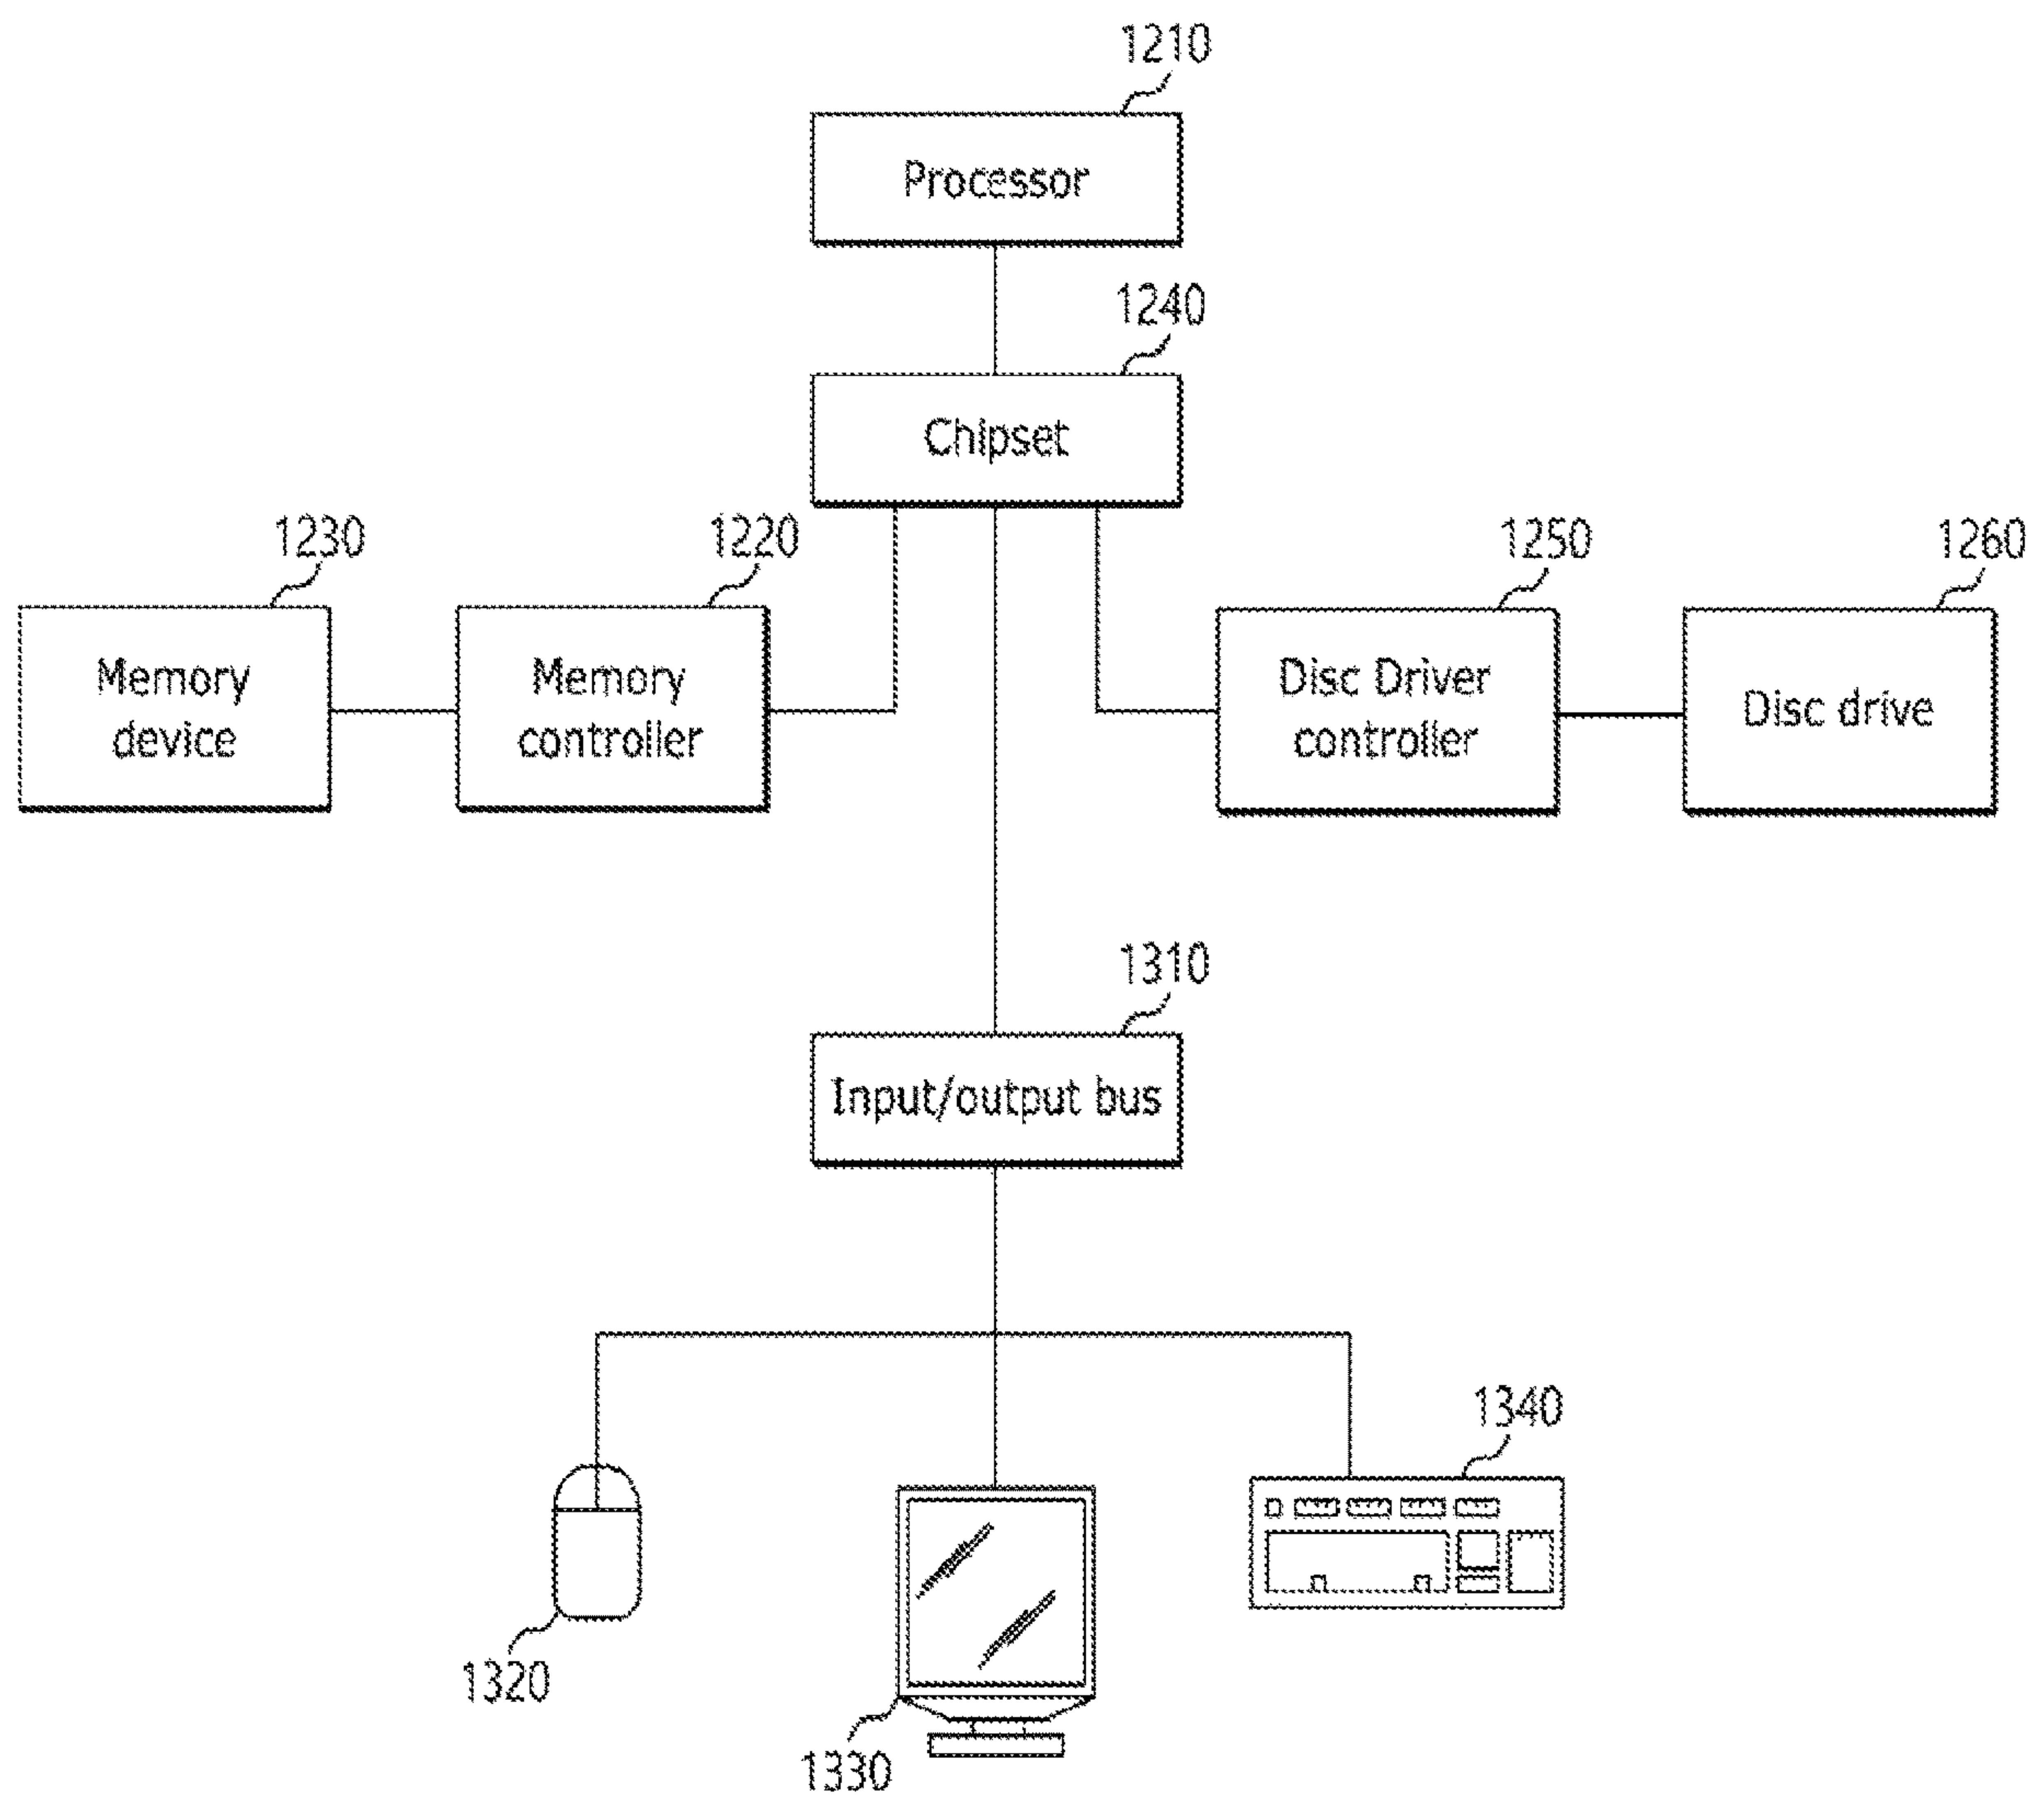 1210
Processor
1240
Chipset
1230
1220
1250
1260
Memory
device
Memory
controller
Disc Driver
controller
Disc drive
1310
Input/output bus
1340
1320
1330